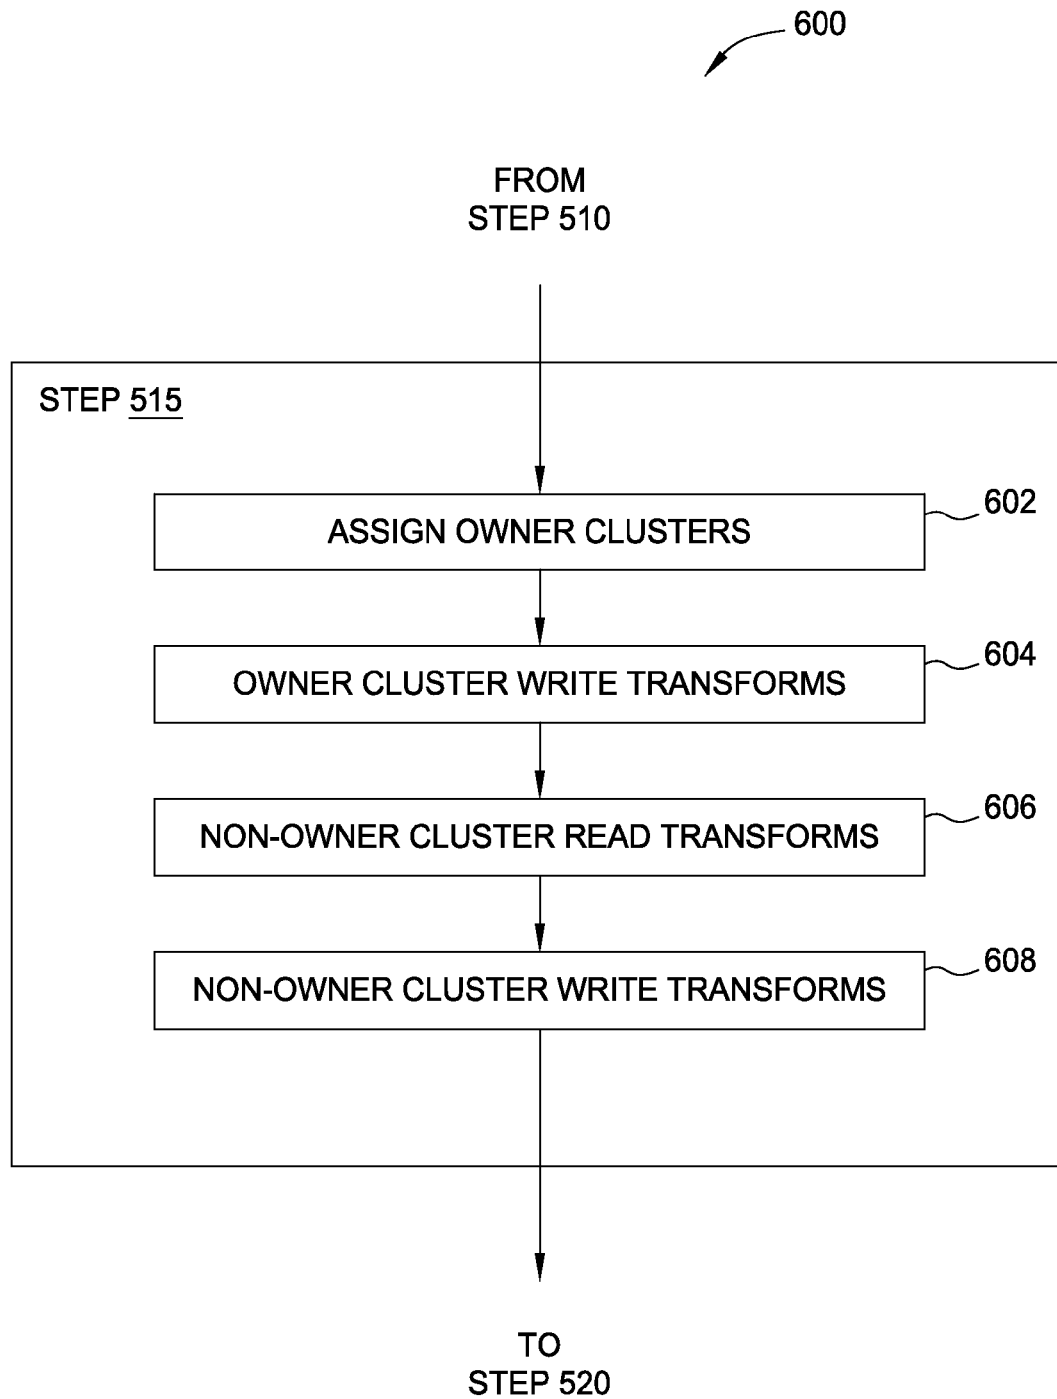 600
FROM
STEP 510
STEP 515
ASSIGN OWNER CLUSTERS
602
OWNER CLUSTER WRITE TRANSFORMS
604
NON-OWNER CLUSTER READ TRANSFORMS
606
NON-OWNER CLUSTER WRITE TRANSFORMS
608
TO
STEP 520